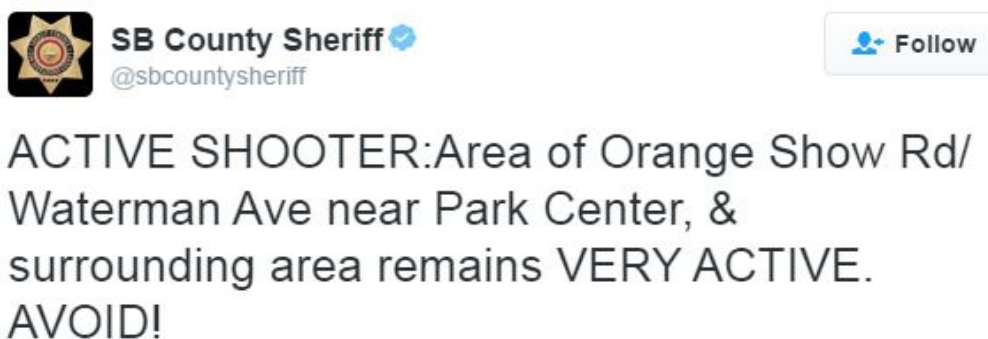 SB County Sheriff
@sbcountysheriff
Follow
ACTIVE SHOOTER:Area of Orange Show Rd/
Waterman Ave near Park Center, &
surrounding area remains VERY ACTIVE.
AVOID!